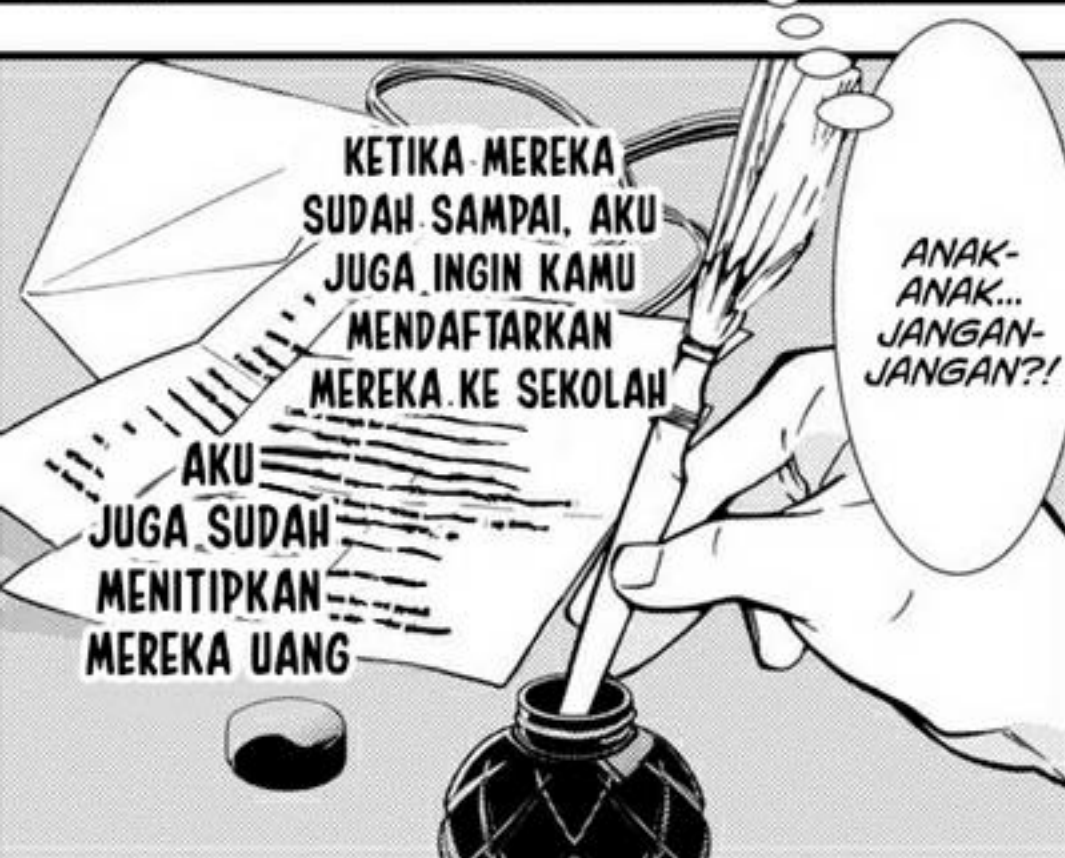 KETIKA MEREKA
SUDAH SAMPAI, AKU
JUGA INGIN KAMU
MENDAFTARKAN
MEREKA KE SEKOLAH
AKU
JUGA SUDAH
MENITIPKAN
MEREKA UANG
ANAK-
ANAK...
JANGAN-
JANGAN?!